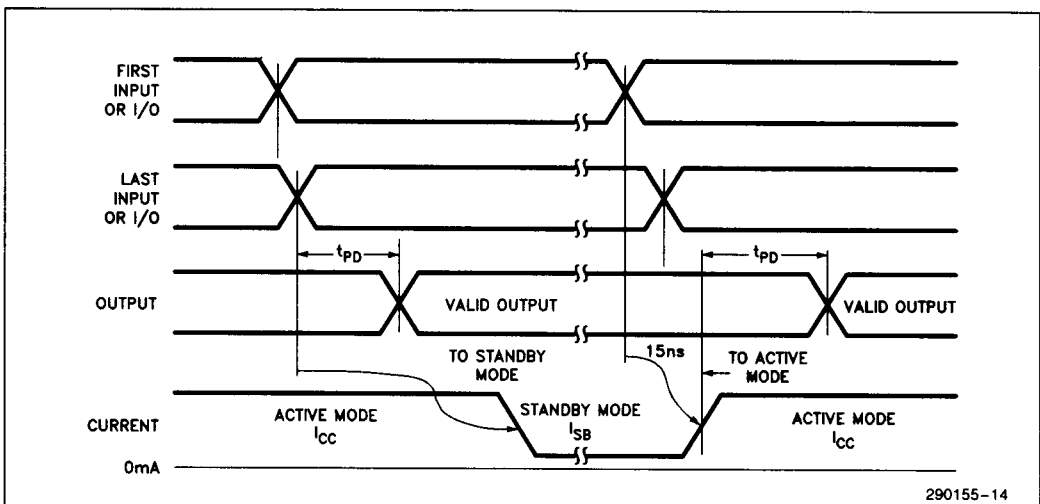 FIRST
INPUT
OR I/O
LAST
INPUT
OR I/O
tPD
tPD
OUTPUT
VALID OUTPUT
VALID OUTPUT
TO STANDBY
MODE
15ns
TO ACTIVE
MODE
CURRENT
ACTIVE MODE
ICC
STANDBY MODE
ISB
ACTIVE MODE
ICC
0mA
290155-14